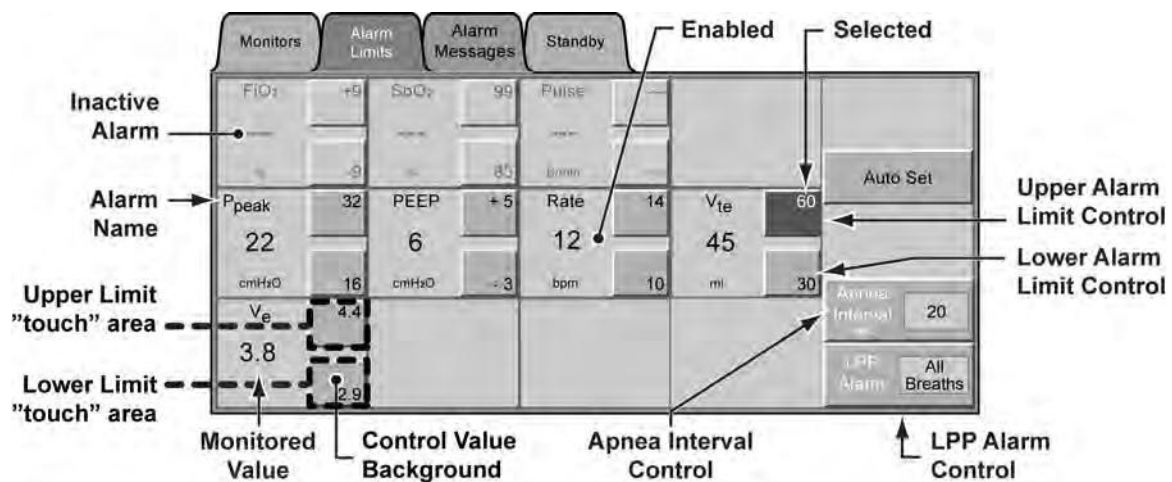 Monitors
Alarm
Limits
Alarm
Messages
Standby
Enabled
Selected
Inactive
Alarm
FiO₂
+9
---
%
-9
SpO₂
99
---
%
85
Pulse
---
---
b/min
---
Auto Set
Alarm
Name
Ppeak
32
22
cmH₂O
16
PEEP
+ 5
6
cmH₂O
- 3
Rate
14
12
bpm
10
Vte
60
45
ml
30
Upper Alarm
Limit Control
Lower Alarm
Limit Control
Upper Limit
"touch" area
Lower Limit
"touch" area
Ve
4.4
3.8
2.9
Apnea
Interval
20
LPP
Alarm
All
Breaths
Monitored
Value
Control Value
Background
Apnea Interval
Control
LPP Alarm
Control